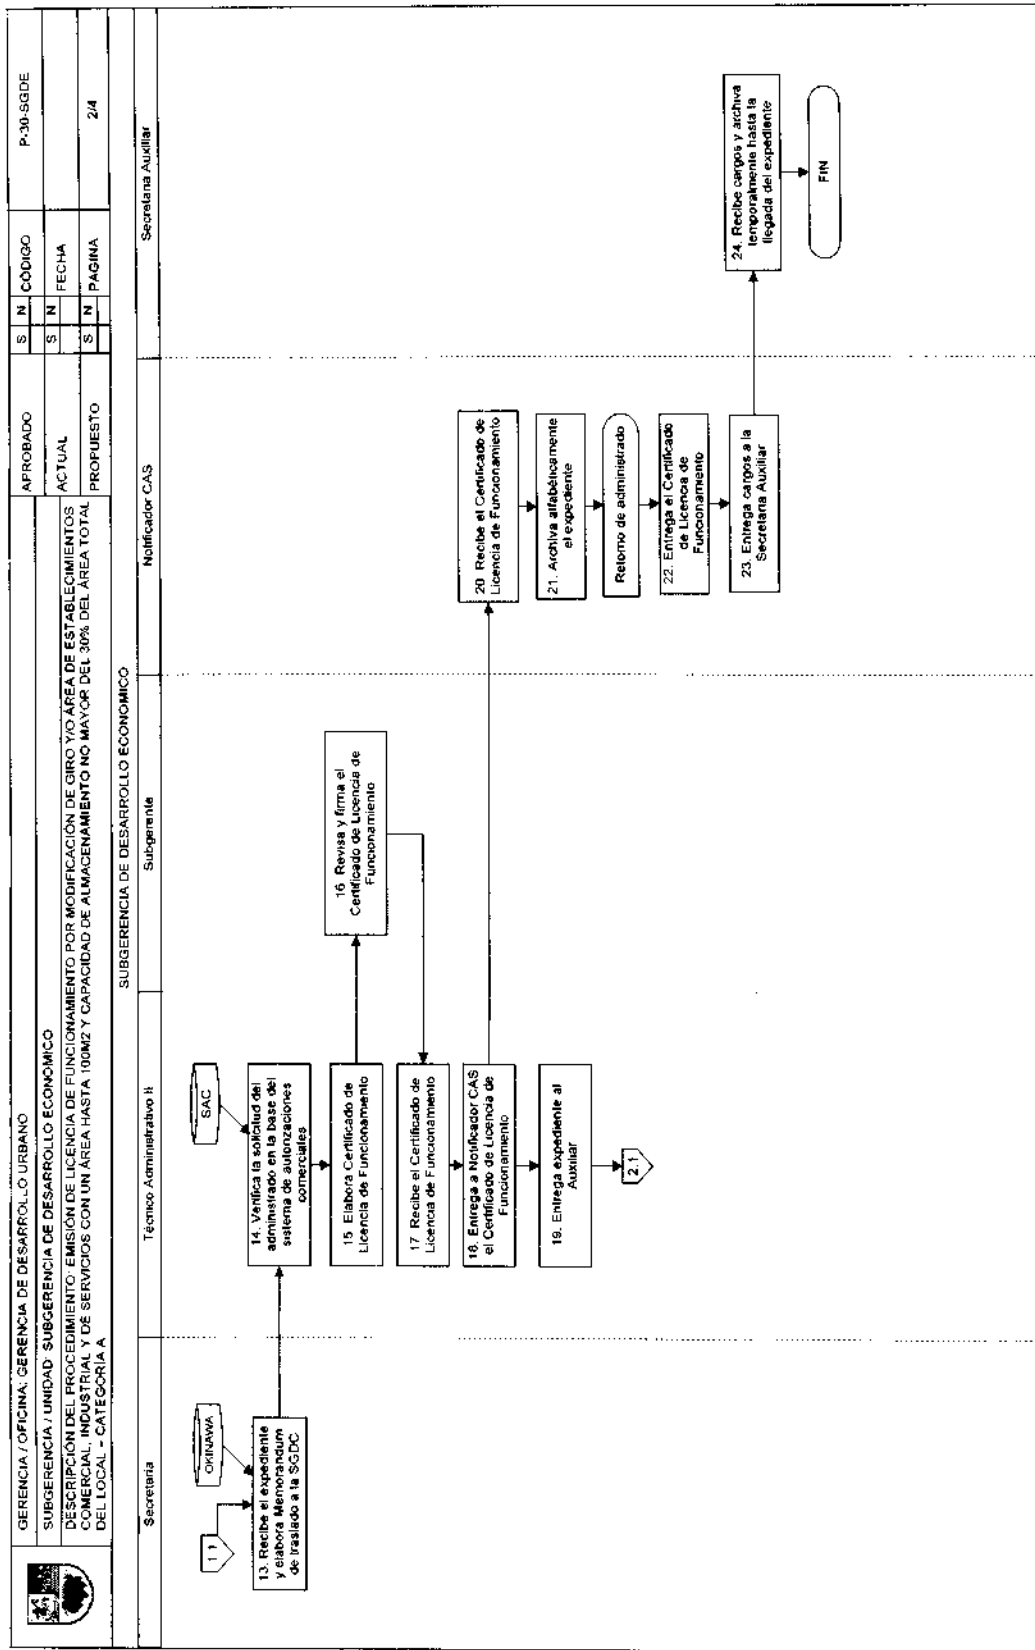 GERENCIA / OFICINA: GERENCIA DE DESARROLLO URBANO
APROBADO
S N
CÓDIGO
P-30-SGDE
SUBGERENCIA / UNIDAD: SUBGERENCIA DE DESARROLLO ECONOMICO
ACTUAL
S N
FECHA
DESCRIPCIÓN DEL PROCEDIMIENTO: EMISIÓN DE LICENCIA DE FUNCIONAMIENTO POR MODIFICACIÓN DE GIRO Y/O ÁREA DE ESTABLECIMIENTOS
COMERCIAL, INDUSTRIAL Y DE SERVICIOS CON UN ÁREA HASTA 100M2 Y CAPACIDAD DE ALMACENAMIENTO NO MAYOR DEL 30% DEL ÁREA TOTAL
DEL LOCAL – CATEGORÍA A
PROPUESTO
S N
PAGINA
2/4
SUBGERENCIA DE DESARROLLO ECONOMICO
Secretaria
Técnico Administrativo II
Subgerente
Notificador CAS
Secretaria Auxiliar
1.1
OKINAWA
13. Recibe el expediente
y elabora Memorandum
de traslado a la SGDC
SAC
14. Verifica la solicitud del
administrado en la base del
sistema de autorizaciones
comerciales
15 Elabora Certificado de
Licencia de Funcionamiento
16 Revisa y firma el
Certificado de Licencia de
Funcionamiento
17 Recibe el Certificado de
Licencia de Funcionamiento
18. Entrega a Notificador CAS
el Certificado de Licencia de
Funcionamiento
19. Entrega expediente al
Auxiliar
2.1
20 Recibe el Certificado de
Licencia de Funcionamiento
21. Archiva alfabéticamente
el expediente
Retorno de administrado
22. Entrega el Certificado
de Licencia de
Funcionamiento
23. Entrega cargos a la
Secretaria Auxiliar
24. Recibe cargos y archiva
temporalmente hasta la
llegada del expediente
FIN